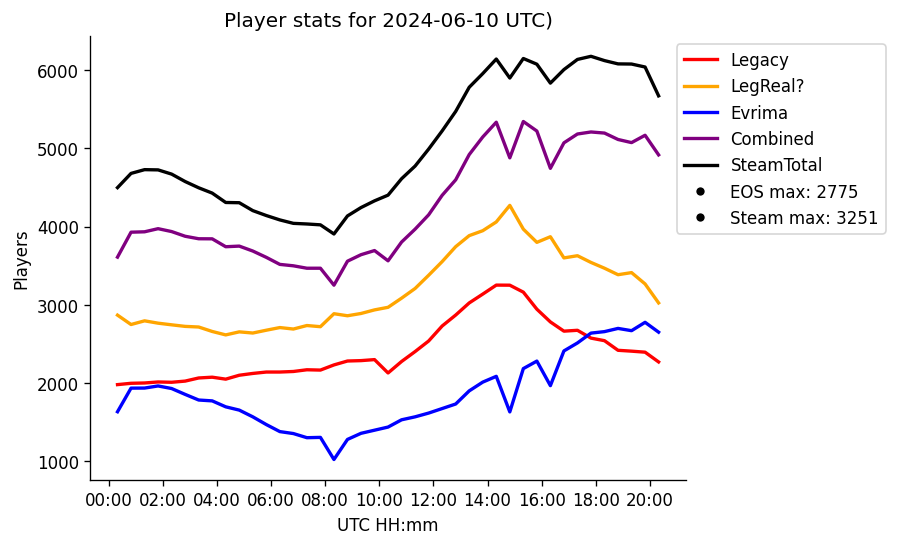 Player stats for 2024-06-10 UTC)
Players
6000
5000
4000
3000
2000
1000
00:00 02:00 04:00 06:00 08:00 10:00 12:00 14:00 16:00 18:00 20:00
UTC HH:mm
Legacy
LegReal?
Evrima
Combined
SteamTotal
EOS max: 2775
Steam max: 3251